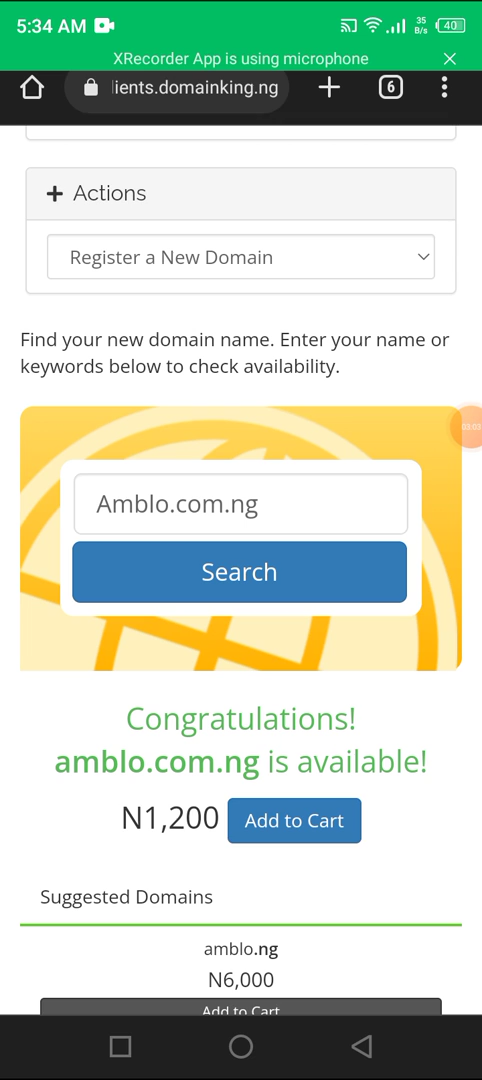 5:34 AM
35
B/s
40
XRecorder App is using microphone
lients.domainking.ng
6
Actions
Register a New Domain
Find your new domain name. Enter your name or
keywords below to check availability.
03:03
Amblo.com.ng
Search
Congratulations!
amblo.com.ng is available!
N1,200 Add to Cart
Suggested Domains
amblo.ng
N6,000
Add to Cart